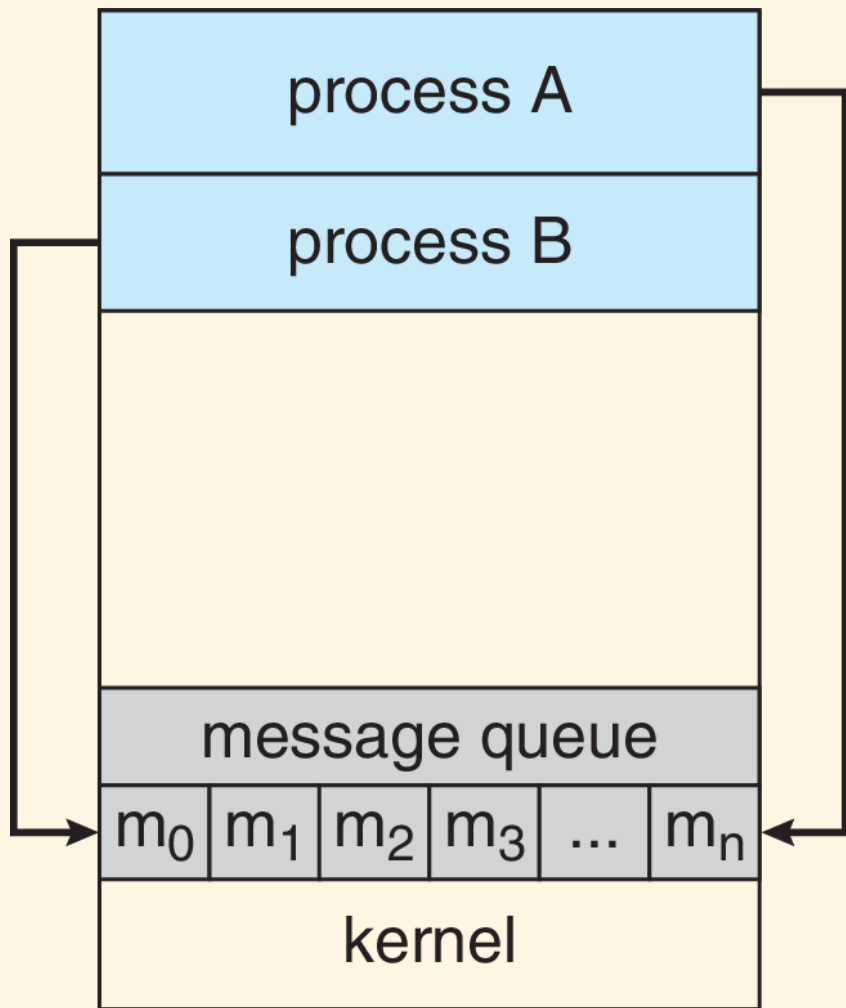 process A
process B
message queue
m₀ m₁ m₂ m₃ ... mₙ
kernel